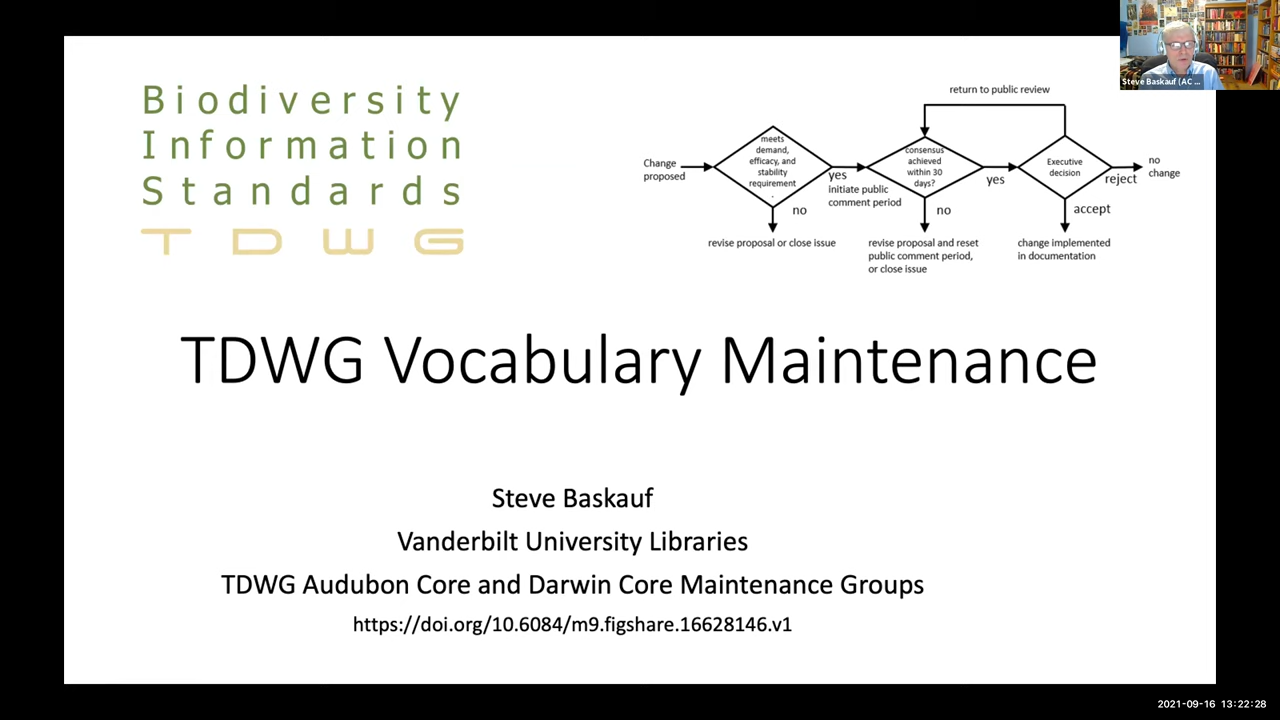 Steve Baskauf (AC ...
Biodiversity
Information
Standards
TDWG
return to public review
Change
proposed
meets
demand,
efficacy, and
stability
requirement
.
yes
initiate public
comment period
no
revise proposal or close issue
consensus
achieved
within 30
days?
yes
no
revise proposal and reset
public comment period,
or close issue
Executive
decision
reject
no
change
accept
change implemented
in documentation
TDWG Vocabulary Maintenance
Steve Baskauf
Vanderbilt University Libraries
TDWG Audubon Core and Darwin Core Maintenance Groups
https://doi.org/10.6084/m9.figshare.16628146.v1
2021-09-16 13:22:28